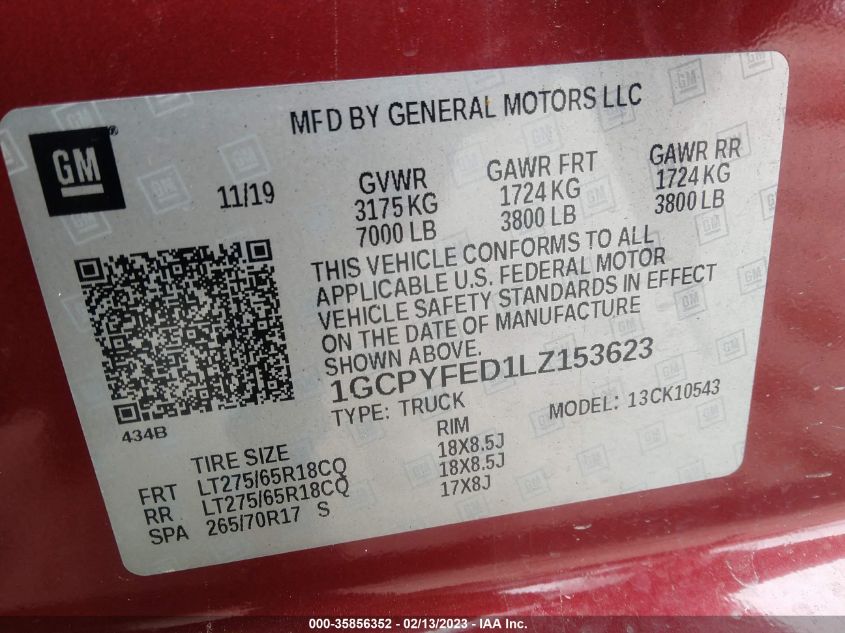 MFD BY GENERAL MOTORS LLC
GM
11/19
GVWR
3175 KG
7000 LB
GAWR FRT
1724 KG
3800 LB
GAWR RR
1724 KG
3800 LB
THIS VEHICLE CONFORMS TO ALL
APPLICABLE U.S. FEDERAL MOTOR
VEHICLE SAFETY STANDARDS IN EFFECT
ON THE DATE OF MANUFACTURE
SHOWN ABOVE.
1GCPYFED1LZ153623
TYPE: TRUCK MODEL: 13CK10543
434B
TIRE SIZE RIM
FRT LT275/65R18CQ 18X8.5J
RR LT275/65R18CQ 18X8.5J
SPA 265/70R17 S 17X8J
000-35856352 - 02/13/2023 - IAA Inc.